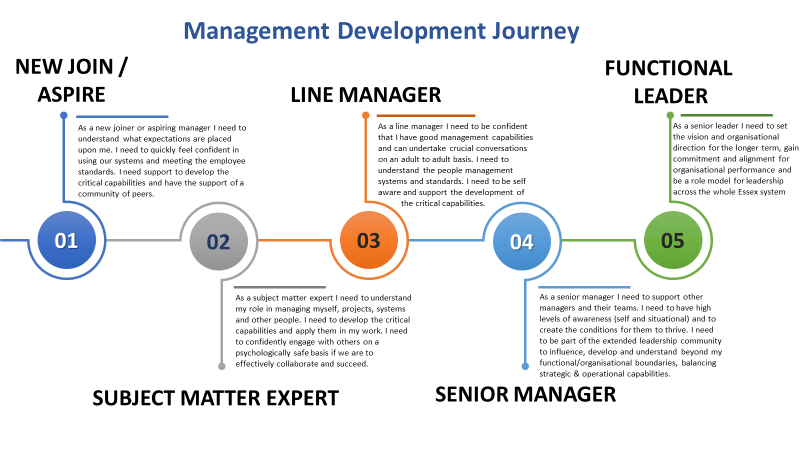 Management Development Journey
NEW JOIN /
ASPIRE
As a new joiner or aspiring manager I need to
understand what expectations are placed
upon me. I need to quickly feel confident in
using our systems and meeting the employee
standards. I need support to develop the
critical capabilities and have the support of a
community of peers.
01
02
As a subject matter expert I need to understand
my role in managing myself, projects, systems
and other people. I need to develop the critical
capabilities and apply them in my work. I need
to confidently engage with others on a
psychologically safe basis if we are to
effectively collaborate and succeed.
SUBJECT MATTER EXPERT
LINE MANAGER
As a line manager I need to be confident
that I have good management capabilities
and can undertake crucial conversations
on an adult to adult basis. I need to
understand the people management
systems and standards. I need to be self
aware and support the development of
the critical capabilities.
03
04
As a senior manager I need to support other
managers and their teams. I need to have high
levels of awareness (self and situational) and to
create the conditions for them to thrive. I need
to be part of the extended leadership community
to influence, develop and understand beyond my
functional/organisational boundaries, balancing
strategic & operational capabilities.
SENIOR MANAGER
FUNCTIONAL
LEADER
As a senior leader I need to set
the vision and organisational
direction for the longer term, gain
commitment and alignment for
organisational performance and
be a role model for leadership
across the whole Essex system
05